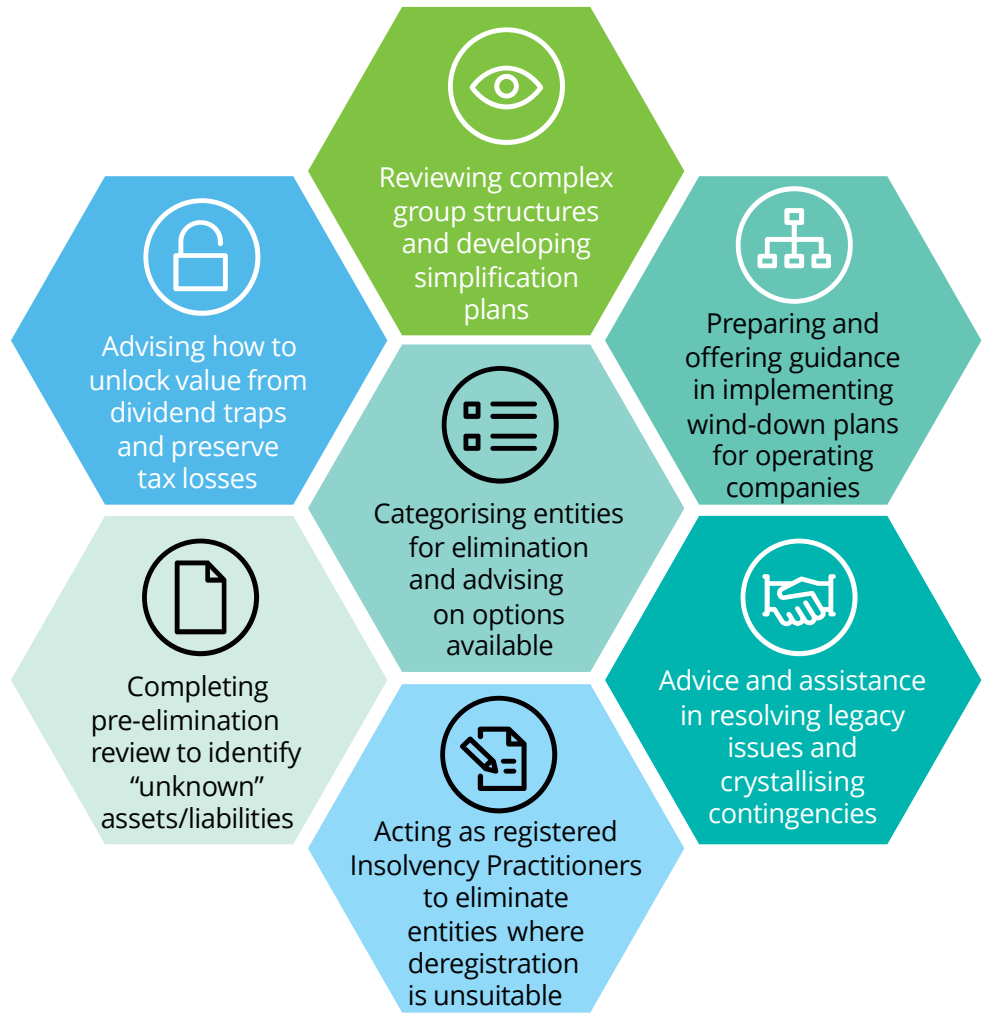 Reviewing complex
group structures
and developing
simplification
plans
Advising how to
unlock value from
dividend traps
and preserve
tax losses
Preparing and
offering guidance
in implementing
wind-down plans
for operating
companies
Categorising entities
for elimination
and advising
on options
available
Completing
pre-elimination
review to identify
“unknown”
assets/liabilities
Advice and assistance
in resolving legacy
issues and
crystallising
contingencies
Acting as registered
Insolvency Practitioners
to eliminate
entities where
deregistration
is unsuitable